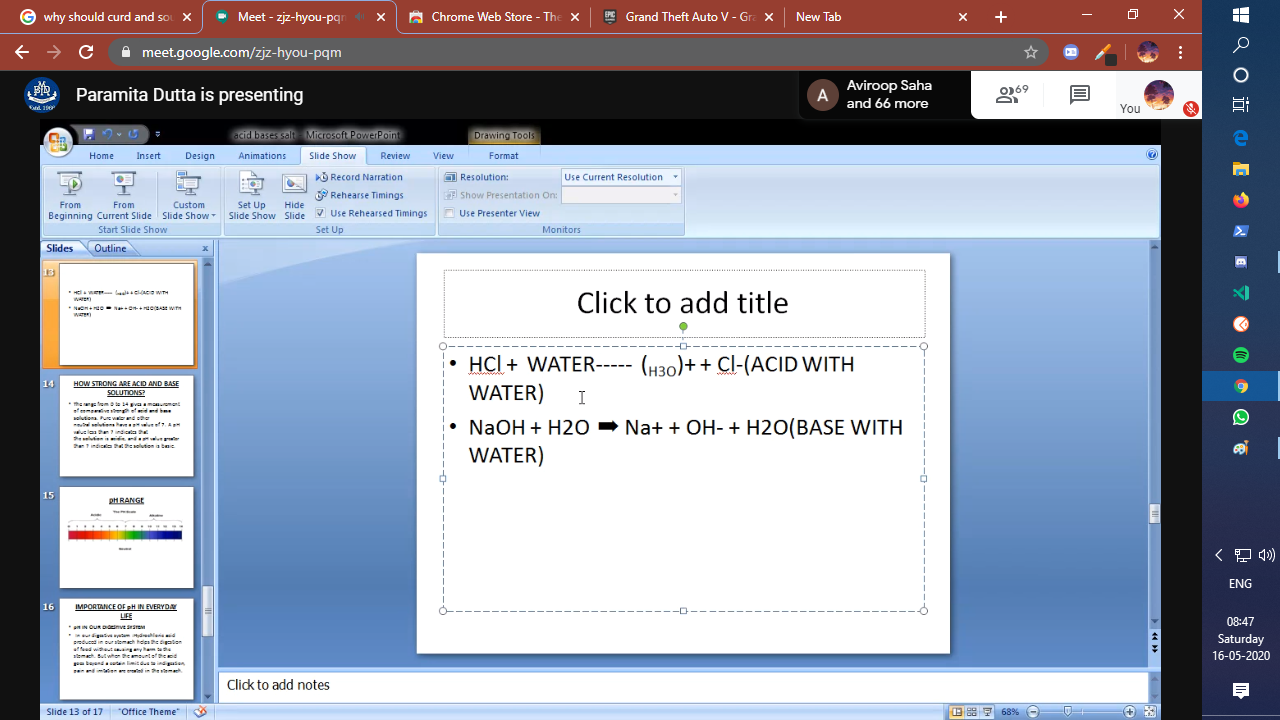 why should curd and so
Meet - zjz-hyou-pqm
Chrome Web Store - The
Grand Theft Auto V - Gra
New Tab
meet.google.com/zjz-hyou-pqm
Paramita Dutta is presenting
A
Aviroop Saha
and 66 more
69
You
acid bases salt - Microsoft PowerPoint
Drawing Tools
Home Insert Design Animations Slide Show Review View Format
From Beginning
From Current Slide
Custom Slide Show
Set Up Slide Show
Hide Slide
Record Narration
Rehearse Timings
Use Rehearsed Timings
Resolution: Use Current Resolution
Show Presentation On:
Use Presenter View
Start Slide Show
Set Up
Monitors
Slides Outline
13
HCl + WATER----- (H3O)+ + Cl-(ACID WITH
WATER)
NaOH + H2O ➡ Na+ + OH- + H2O(BASE WITH
WATER)
14
HOW STRONG ARE ACID AND BASE
SOLUTIONS?
The range from 0 to 14 gives a measurement
of comparative strength of acid and base
solutions. Pure water and other
neutral solutions have a pH value of 7. A pH
value less than 7 indicates that
the solution is acidic, and a pH value greater
than 7 indicates that the solution is basic.
15
pH RANGE
16
IMPORTANCE OF pH IN EVERYDAY
LIFE
pH IN OUR DIGESTIVE SYSTEM
In our digestive system :Hydrochloric acid
produced in our stomach helps the digestion
of food without causing any harm to the
stomach. But when the amount of the acid
goes beyond a certain limit due to indigestion,
pain and irritation are created in the stomach.
Click to add title
• HCl + WATER----- (H3O)+ + Cl-(ACID WITH
WATER)
• NaOH + H2O ➡ Na+ + OH- + H2O(BASE WITH
WATER)
Click to add notes
Slide 13 of 17
"Office Theme"
68%
ENG
08:47
Saturday
16-05-2020